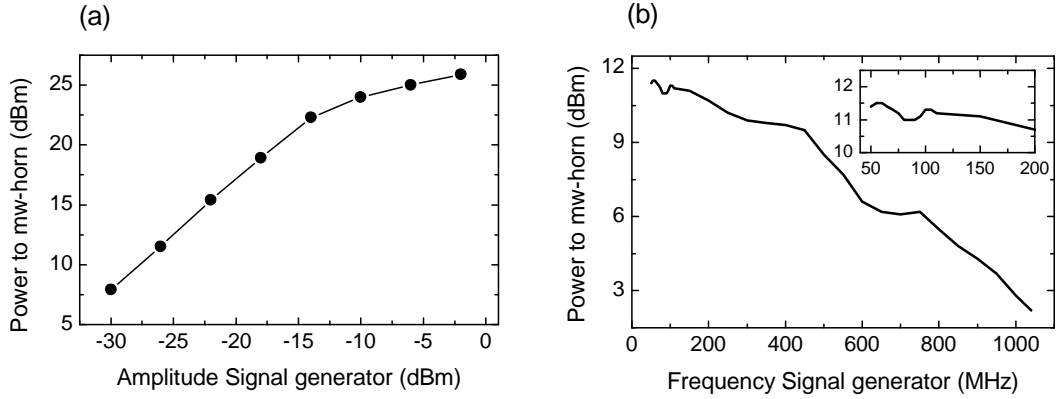 (a)
Power to mw-horn (dBm)
25
20
15
10
5
-30 -25 -20 -15 -10 -5 0
Amplitude Signal generator (dBm)
(b)
Power to mw-horn (dBm)
12
9
6
3
0 200 400 600 800 1000
Frequency Signal generator (MHz)
12
11
10
50 100 150 200